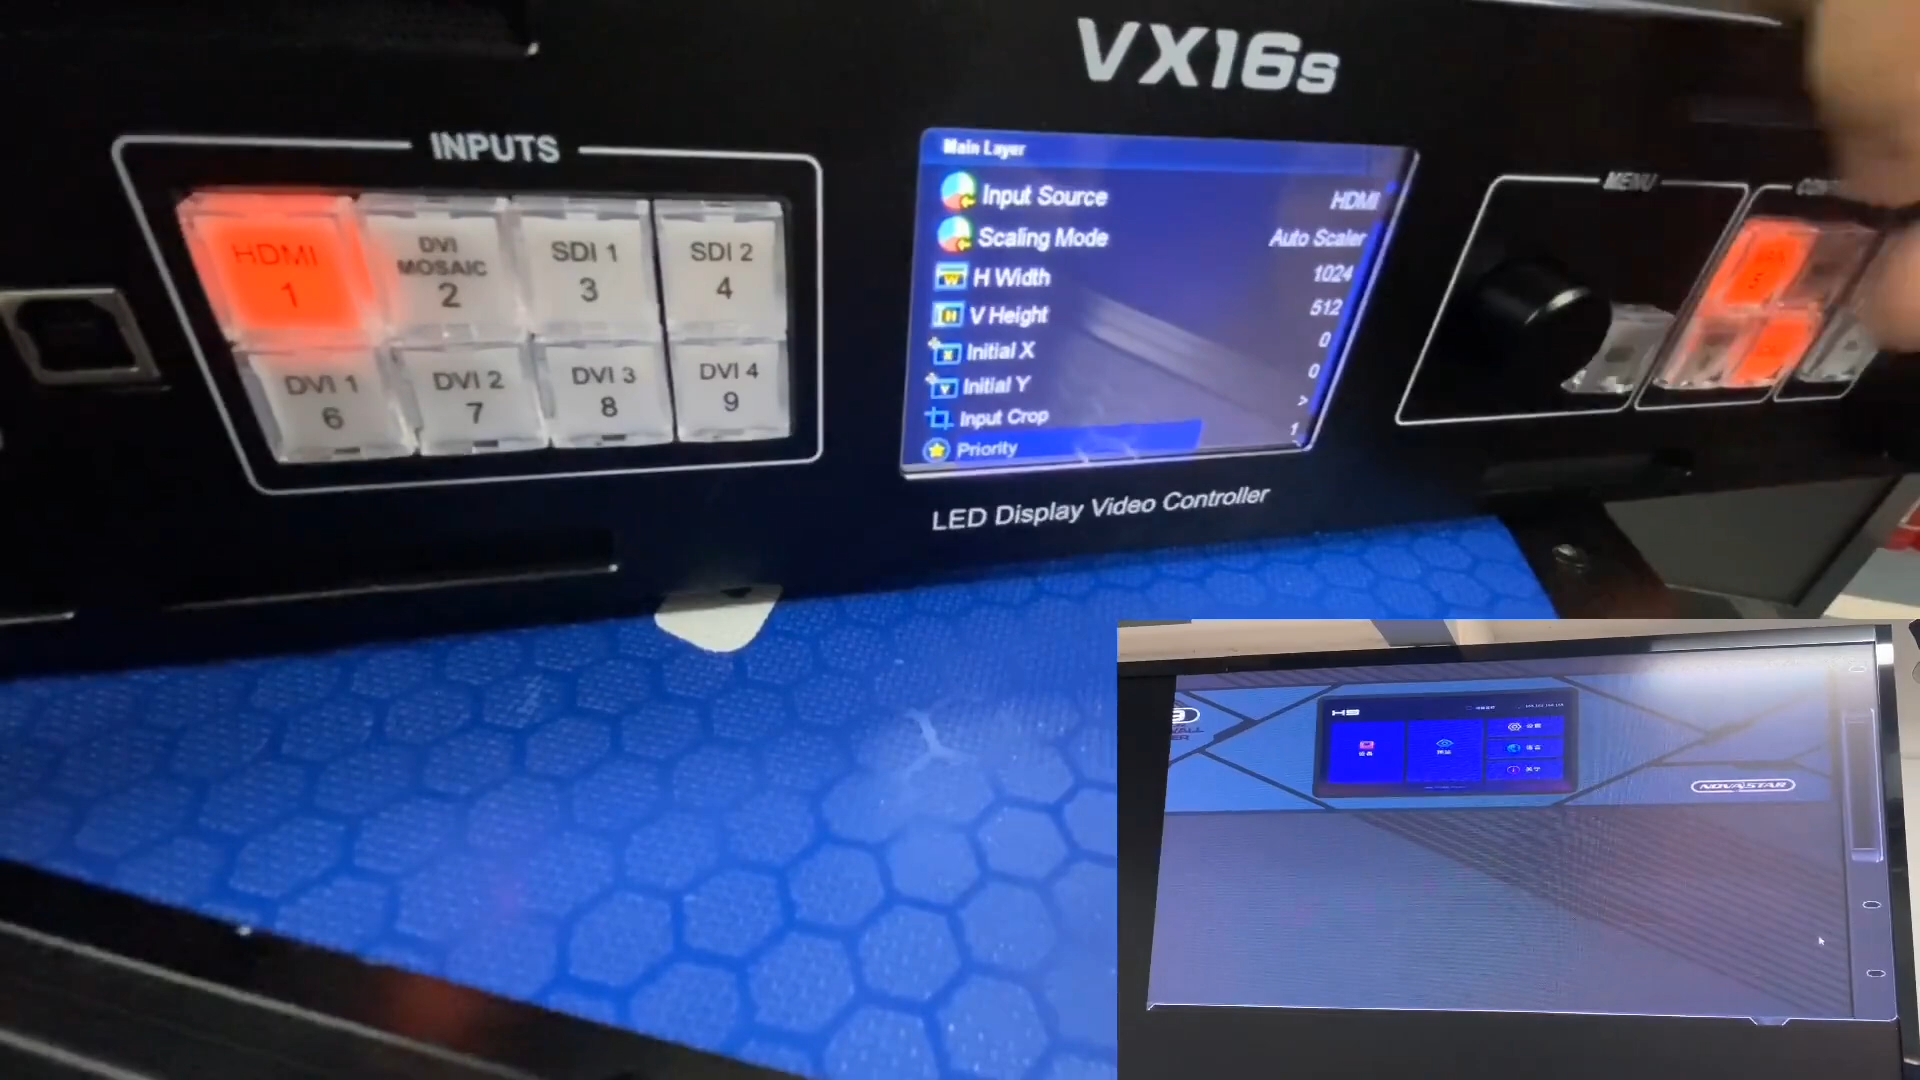 VX16s
INPUTS
HDMI
1
DVI
MOSAIC
2
SDI 1
3
SDI 2
4
DVI 1
6
DVI 2
7
DVI 3
8
DVI 4
9
Main Layer
Input Source HDMI
Scaling Mode Auto Scaler
H Width 1024
V Height 512
Initial X 0
Initial Y 0
Input Crop >
Priority 1
LED Display Video Controller
MENU
5
H9
NOVASTAR